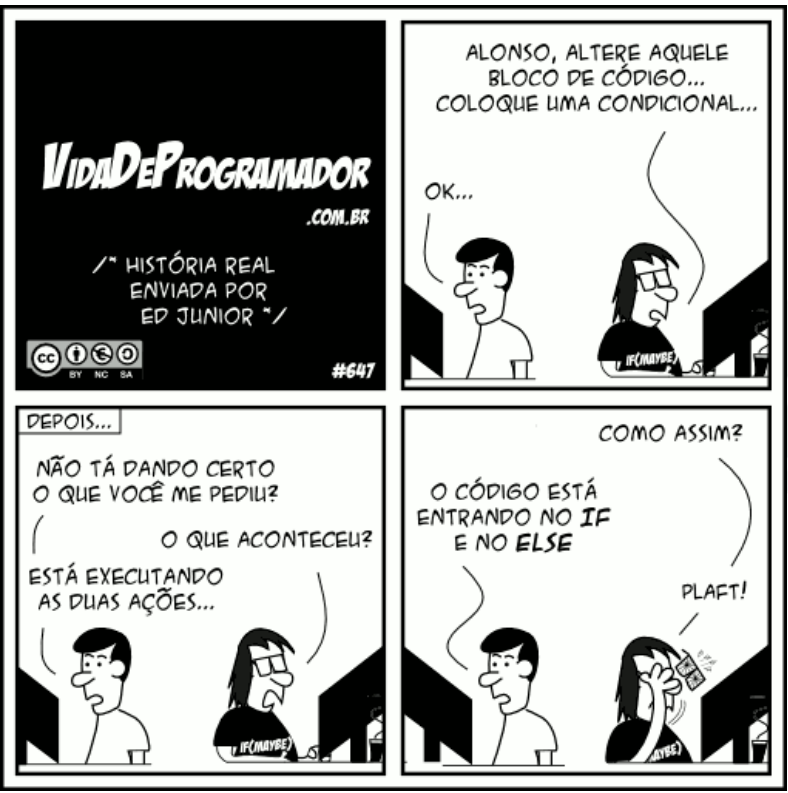 VIDADEPROGRAMADOR
.COM.BR
/* HISTÓRIA REAL
ENVIADA POR
ED JUNIOR */
cc
BY NC SA
#647
ALONSO, ALTERE AQUELE
BLOCO DE CÓDIGO...
COLOQUE UMA CONDICIONAL...
OK...
IF(MAYBE)
DEPOIS...
NÃO TÁ DANDO CERTO
O QUE VOCÊ ME PEDIU?
O QUE ACONTECEU?
ESTÁ EXECUTANDO
AS DUAS AÇÕES...
IF(MAYBE)
O CÓDIGO ESTÁ
ENTRANDO NO IF
E NO ELSE
COMO ASSIM?
PLAFT!
AYBE)